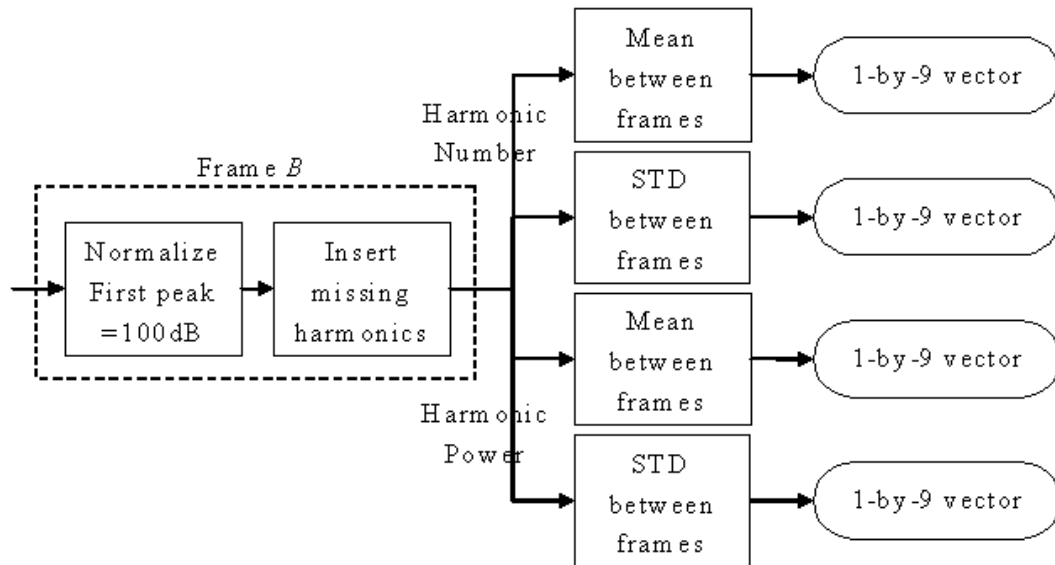 Frame B
Normalize
First peak
=100dB
Insert
missing
harmonics
Harmonic
Number
Harmonic
Power
Mean
between
frames
1-by-9 vector
STD
between
frames
1-by-9 vector
Mean
between
frames
1-by-9 vector
STD
between
frames
1-by-9 vector